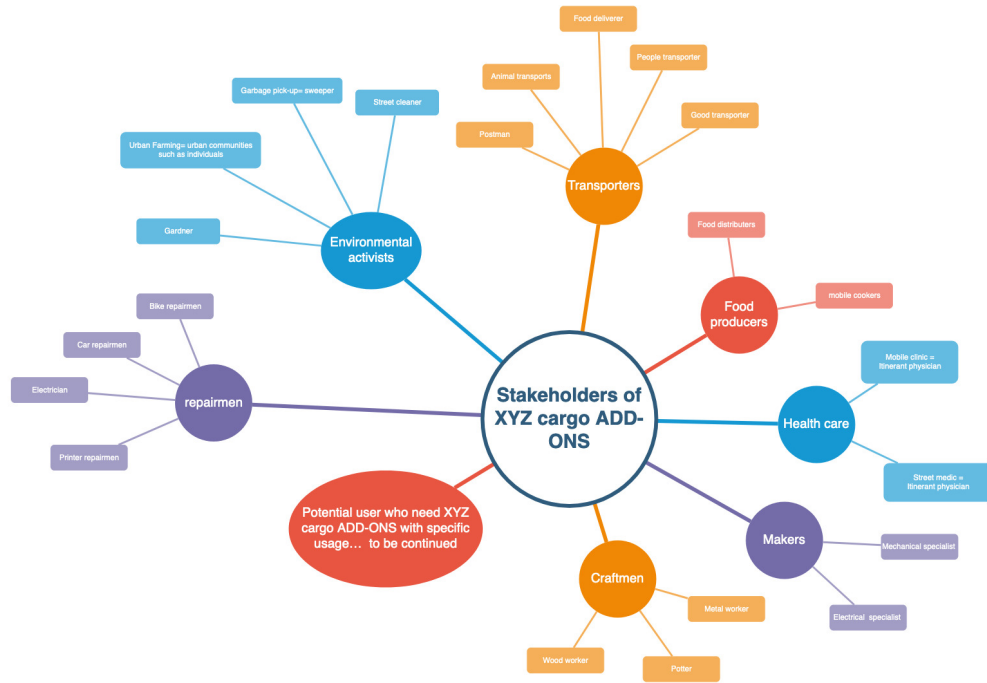 Food deliverer
People transporter
Animal transports
Garbage pick-up= sweeper
Street cleaner
Good transporter
Postman
Urban Farming= urban communities
such as individuals
Transporters
Food distributers
Gardner
Environmental
activists
mobile cookers
Food
producers
Bike repairmen
Car repairmen
Mobile clinic =
Itinerant physician
Electrician
repairmen
Stakeholders of
XYZ cargo ADD-
ONS
Health care
Printer repairmen
Street medic =
Itinerant physician
Potential user who need XYZ
cargo ADD-ONS with specific
usage... to be continued
Makers
Mechanical specialist
Craftmen
Metal worker
Electrical specialist
Wood worker
Potter